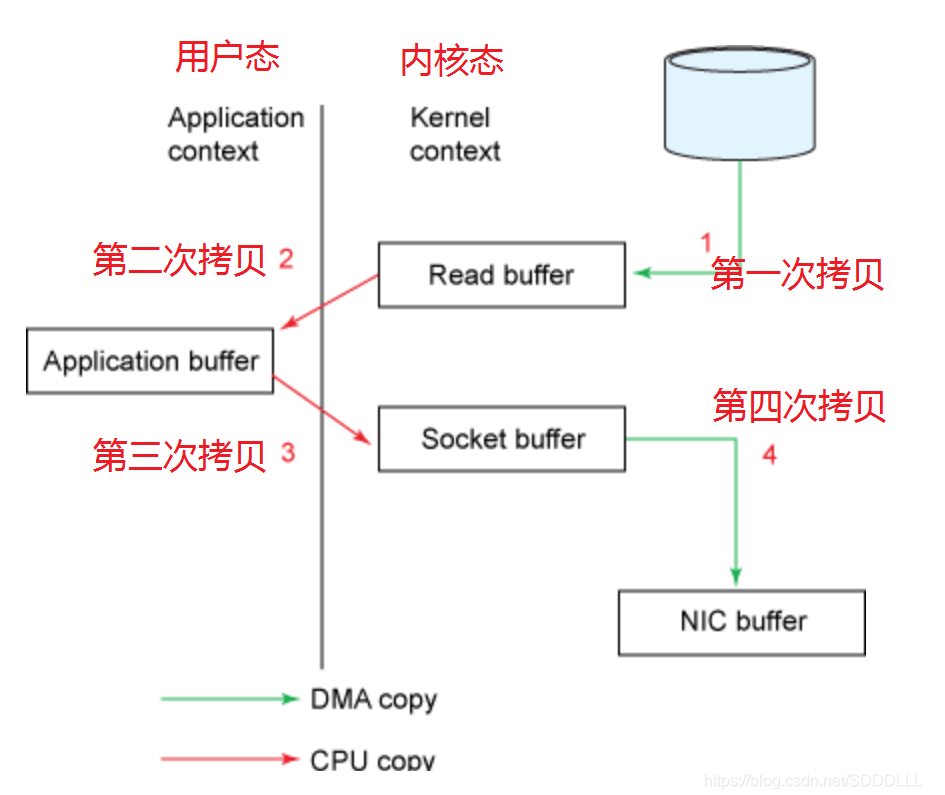 用户态
内核态
Application
context
Kernel
context
1
第一次拷贝
第二次拷贝 2
Read buffer
Application buffer
第四次拷贝
4
Socket buffer
第三次拷贝 3
NIC buffer
DMA copy
CPU copy
https://blog.csdn.net/SDDDLLL